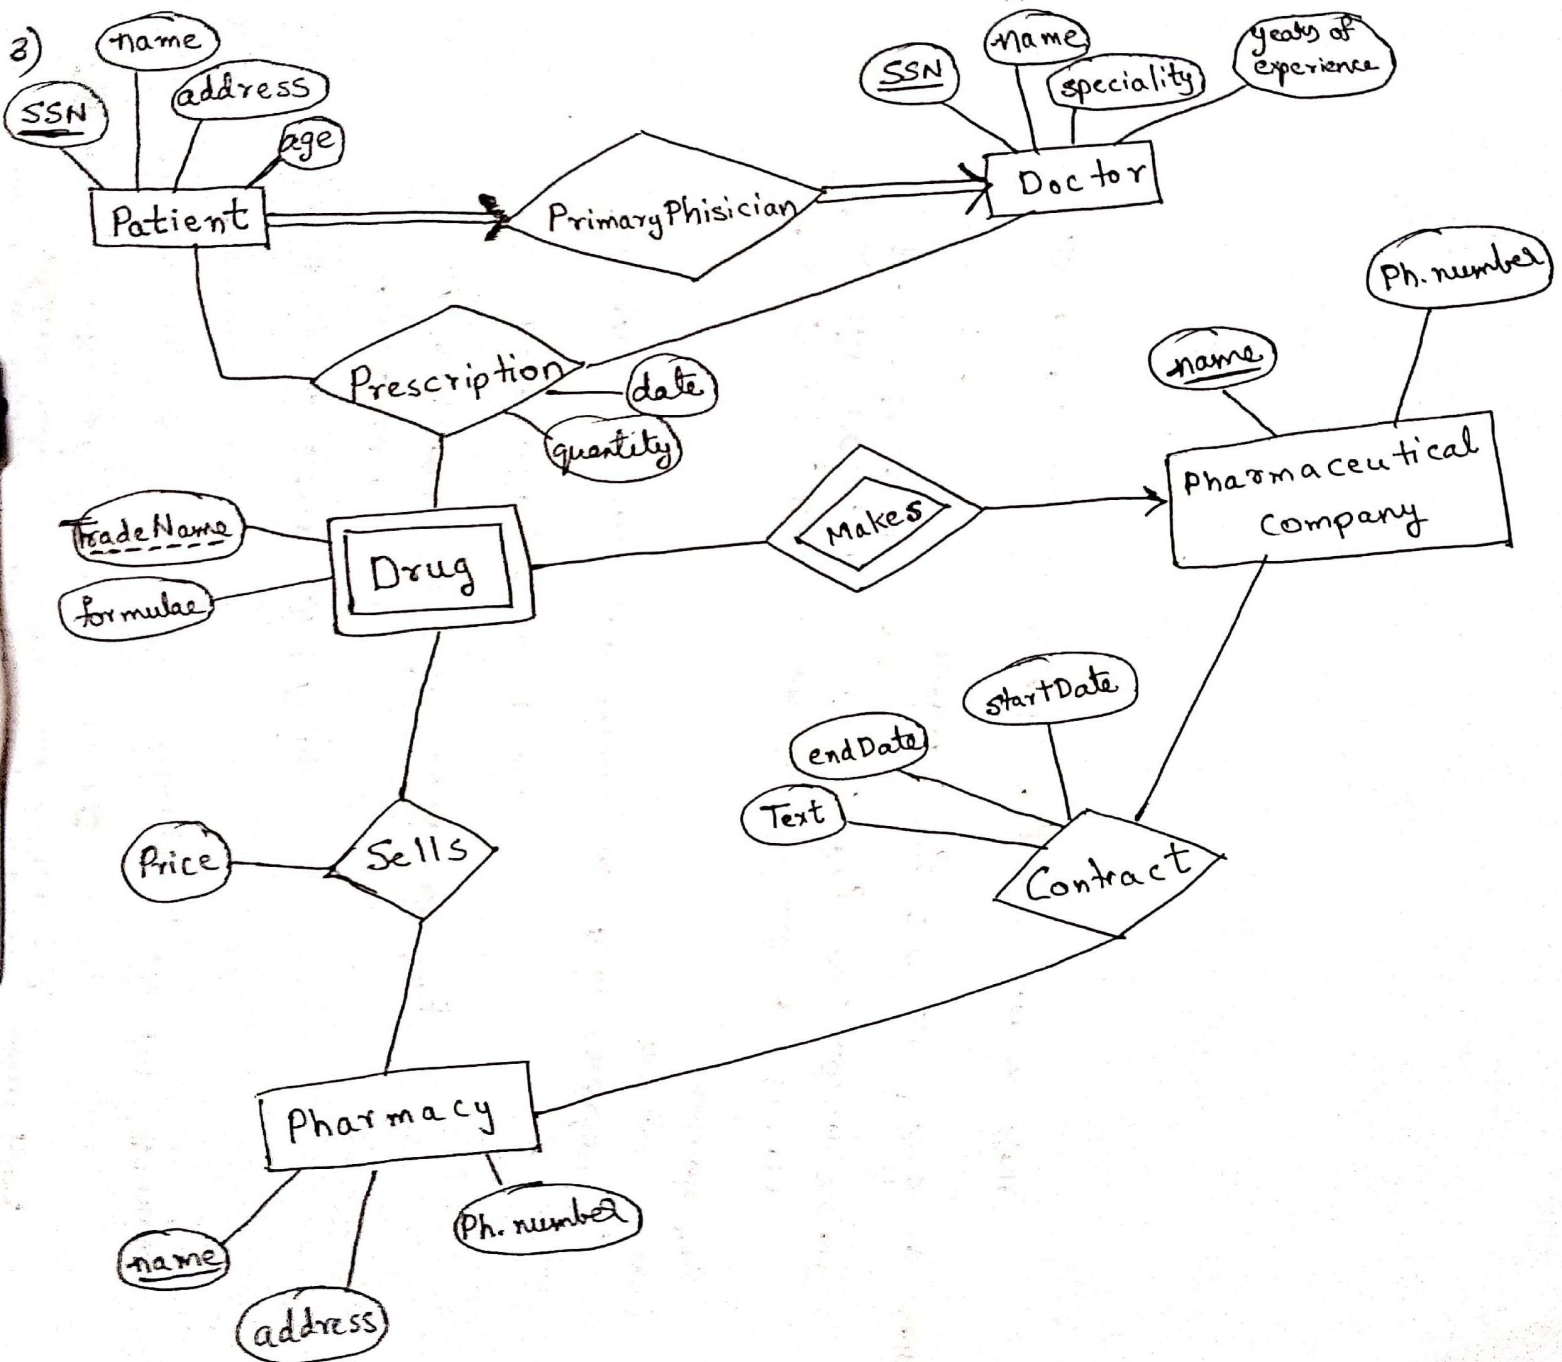 3)
name
SSN
address
age
Patient
PrimaryPhisician
SSN
name
speciality
years of
experience
Doctor
Prescription
date
quantity
TradeName
formulae
Drug
Makes
name
Ph. number
Pharmaceutical
Company
startDate
endDate
Text
Contract
Price
Sells
Pharmacy
name
address
Ph. number